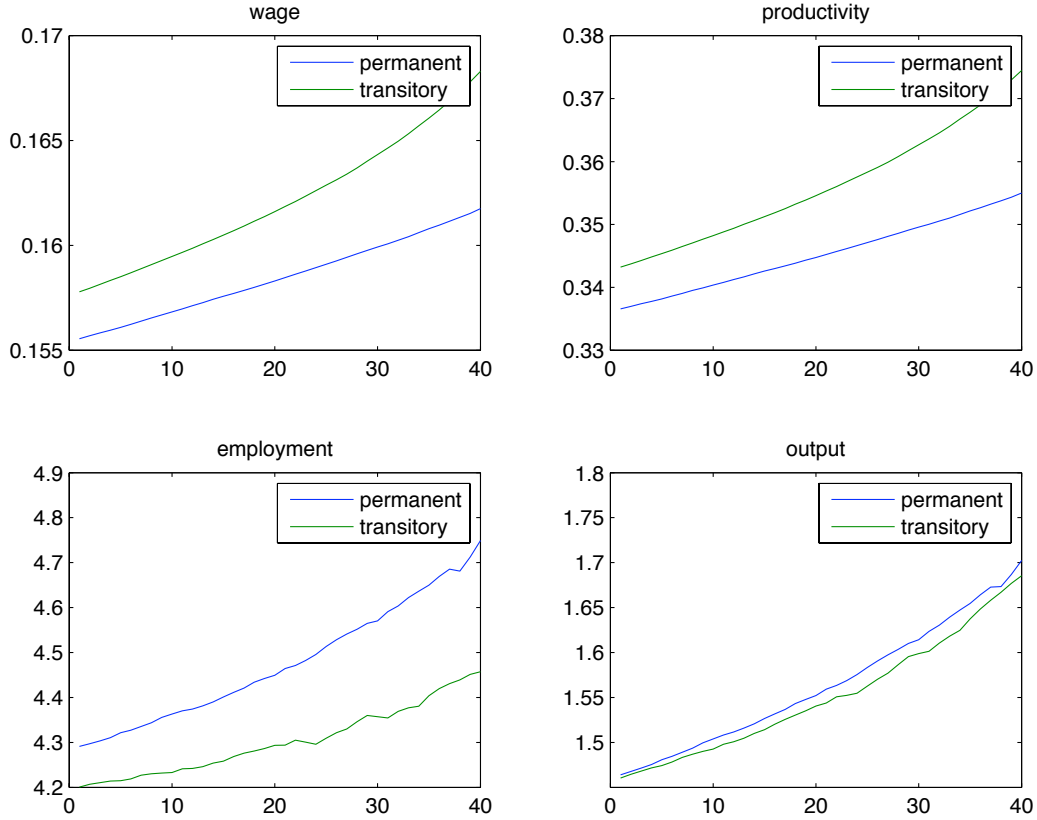 wage
0.17
0.165
0.16
0.155
0 10 20 30 40
permanent
transitory
productivity
0.38
0.37
0.36
0.35
0.34
0.33
0 10 20 30 40
permanent
transitory
employment
4.9
4.8
4.7
4.6
4.5
4.4
4.3
4.2
0 10 20 30 40
permanent
transitory
output
1.8
1.75
1.7
1.65
1.6
1.55
1.5
0 10 20 30 40
permanent
transitory